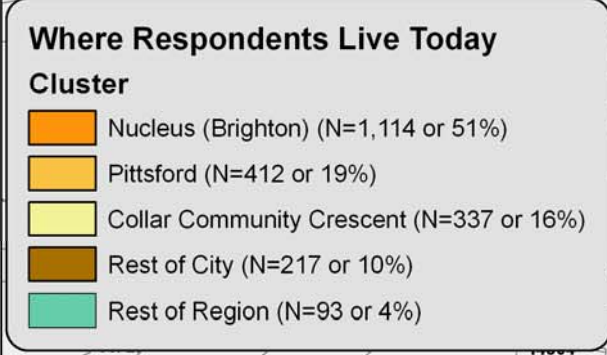 Where Respondents Live Today
Cluster
Nucleus (Brighton) (N=1,114 or 51%)
Pittsford (N=412 or 19%)
Collar Community Crescent (N=337 or 16%)
Rest of City (N=217 or 10%)
Rest of Region (N=93 or 4%)